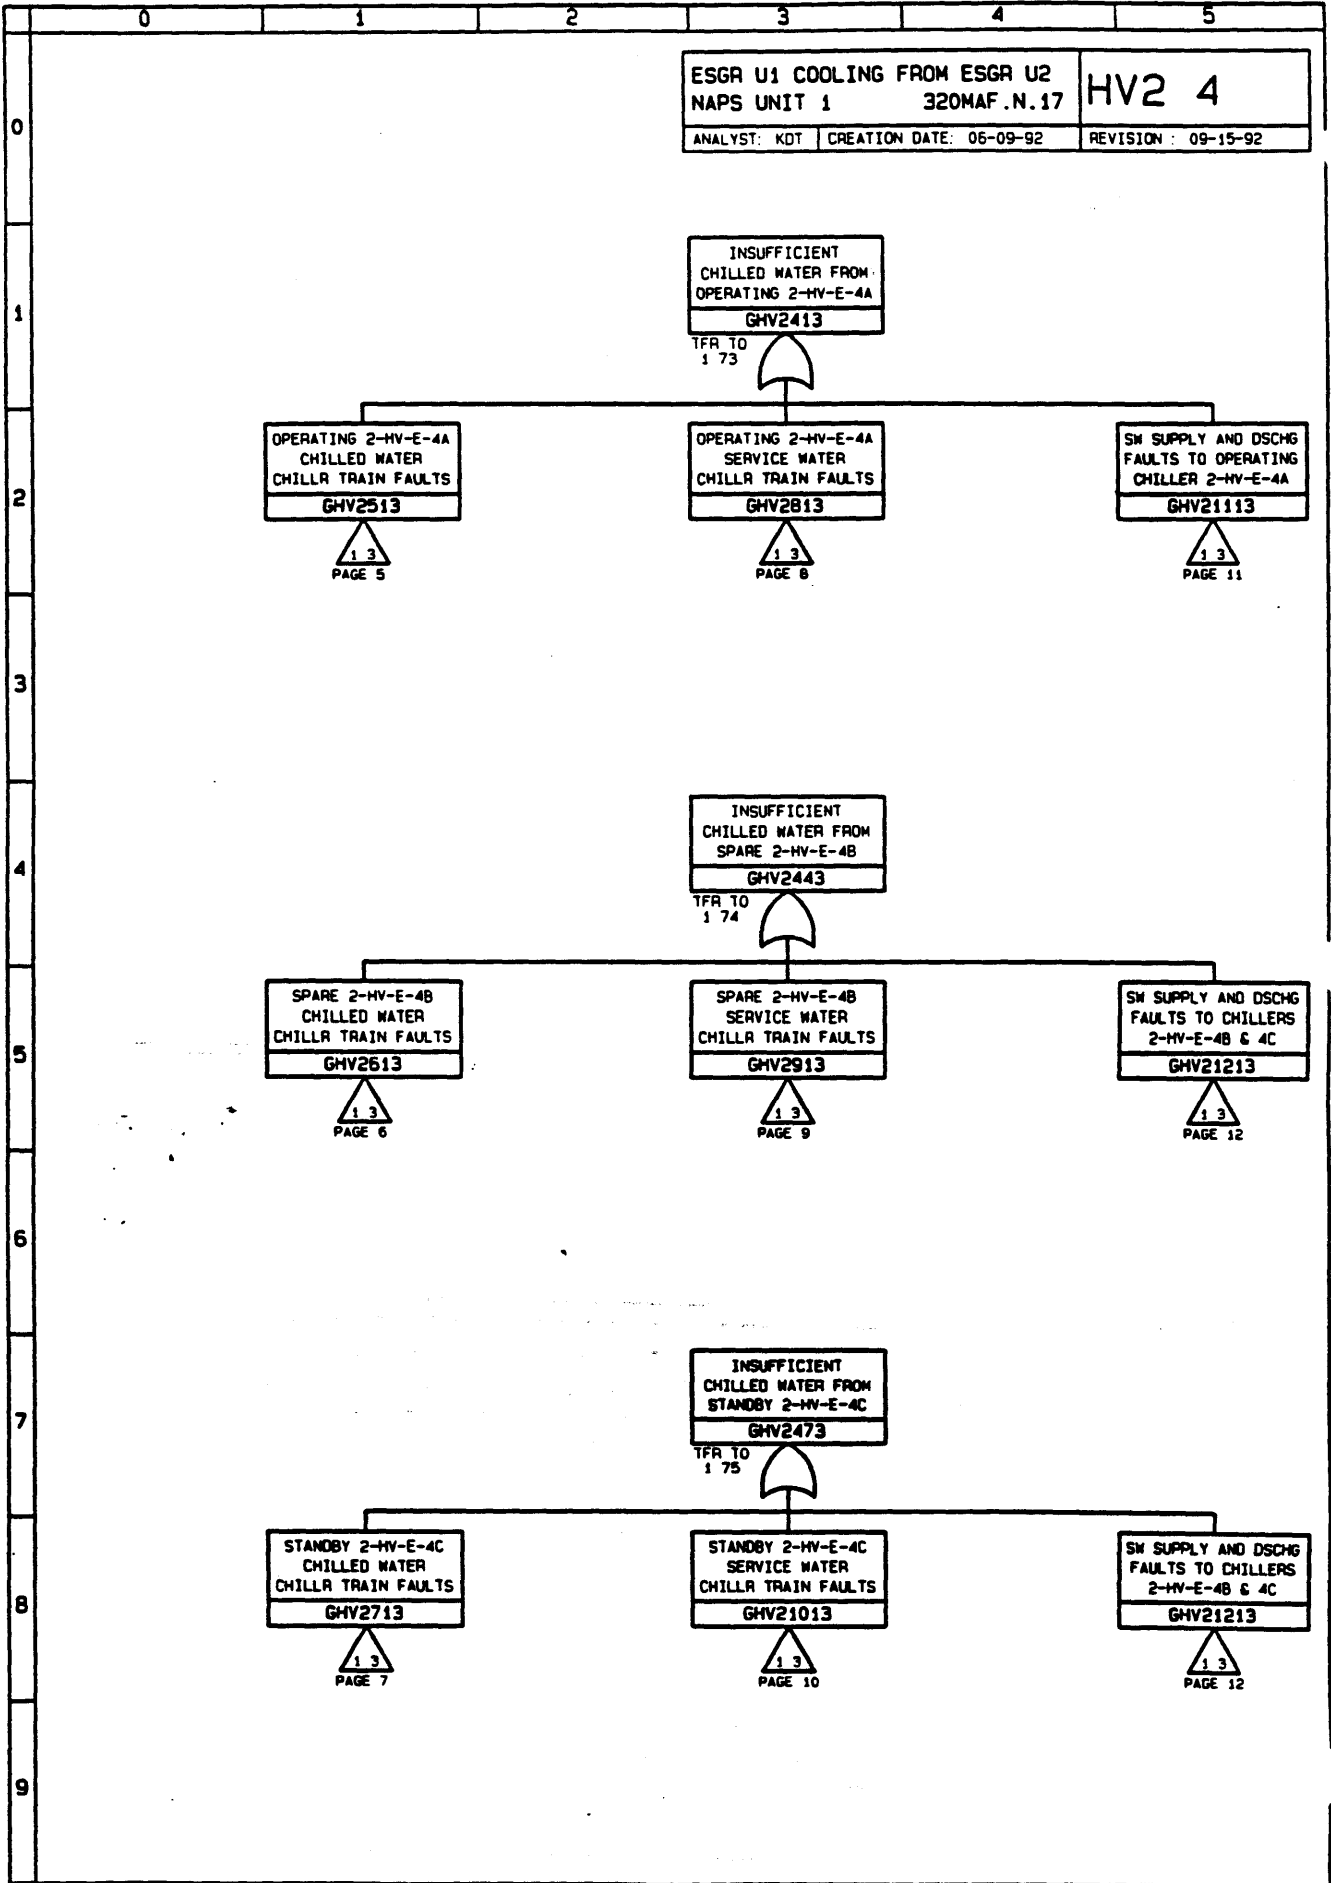 0 1 2 3 4 5
ESGR U1 COOLING FROM ESGR U2
NAPS UNIT 1 320MAF.N.17
HV2 4
ANALYST: KDT CREATION DATE: 06-09-92 REVISION : 09-15-92
0
INSUFFICIENT
CHILLED WATER FROM
OPERATING 2-HV-E-4A
GHV2413
1
TFR TO
1 73
OPERATING 2-HV-E-4A
CHILLED WATER
CHILLR TRAIN FAULTS
GHV2513
1 3
PAGE 5
OPERATING 2-HV-E-4A
SERVICE WATER
CHILLR TRAIN FAULTS
GHV2813
1 3
PAGE 8
SW SUPPLY AND DSCHG
FAULTS TO OPERATING
CHILLER 2-HV-E-4A
GHV21113
1 3
PAGE 11
2
3
INSUFFICIENT
CHILLED WATER FROM
SPARE 2-HV-E-4B
GHV2443
4
TFR TO
1 74
SPARE 2-HV-E-4B
CHILLED WATER
CHILLR TRAIN FAULTS
GHV2613
1 3
PAGE 6
SPARE 2-HV-E-4B
SERVICE WATER
CHILLR TRAIN FAULTS
GHV2913
1 3
PAGE 9
SW SUPPLY AND DSCHG
FAULTS TO CHILLERS
2-HV-E-4B & 4C
GHV21213
1 3
PAGE 12
5
6
INSUFFICIENT
CHILLED WATER FROM
STANDBY 2-HV-E-4C
GHV2473
7
TFR TO
1 75
STANDBY 2-HV-E-4C
CHILLED WATER
CHILLR TRAIN FAULTS
GHV2713
1 3
PAGE 7
STANDBY 2-HV-E-4C
SERVICE WATER
CHILLR TRAIN FAULTS
GHV21013
1 3
PAGE 10
SW SUPPLY AND DSCHG
FAULTS TO CHILLERS
2-HV-E-4B & 4C
GHV21213
1 3
PAGE 12
8
9